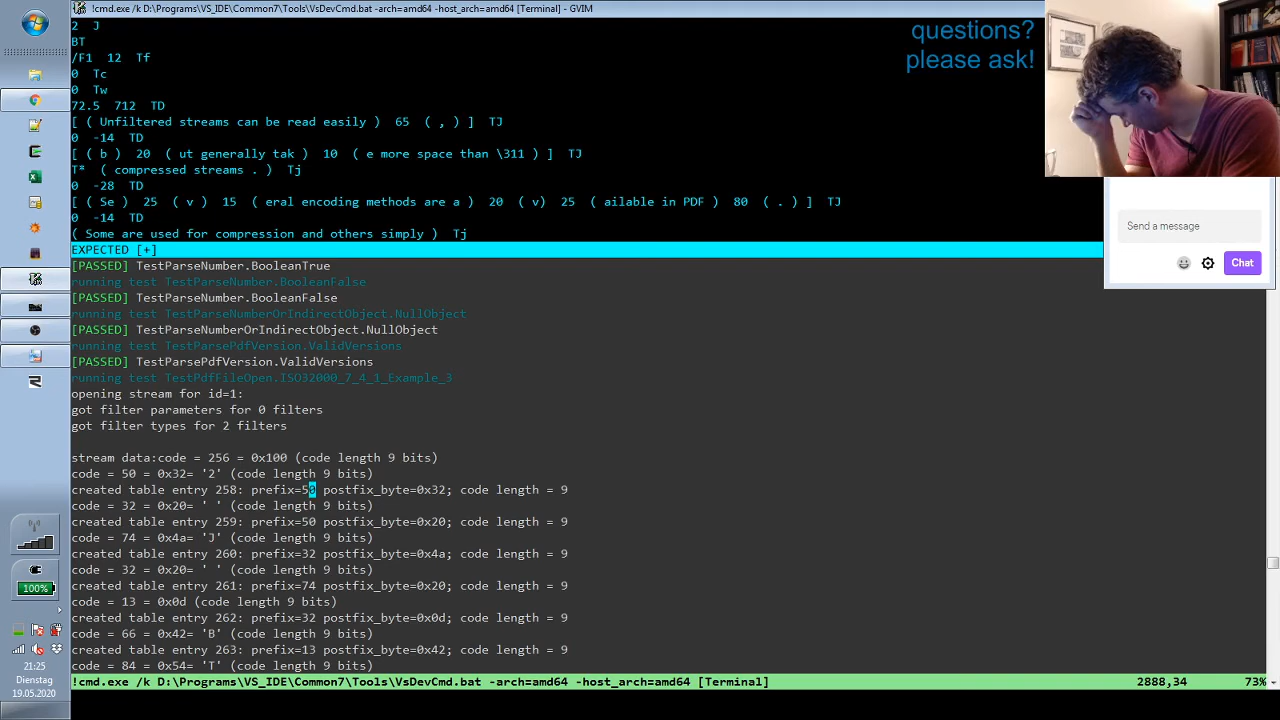 !cmd.exe /k D:\Programs\VS_IDE\Common7\Tools\VsDevCmd.bat -arch=amd64 -host_arch=amd64 [Terminal] - GVIM
questions?
please ask!
2  J
BT
/F1  12  Tf
0  Tc
0  Tw
72.5  712  TD
[ ( Unfiltered streams can be read easily )  65  ( , ) ]  TJ
0  -14  TD
[ ( b )  20  ( ut generally tak )  10  ( e more space than \311 ) ]  TJ
T*  ( compressed streams . )  Tj
0  -28  TD
[ ( Se )  25  ( v )  15  ( eral encoding methods are a )  20  ( v)  25  ( ailable in PDF )  80  ( . ) ]  TJ
0  -14  TD
( Some are used for compression and others simply )  Tj
EXPECTED [+]
[PASSED] TestParseNumber.BooleanTrue
running test TestParseNumber.BooleanFalse
[PASSED] TestParseNumber.BooleanFalse
running test TestParseNumberOrIndirectObject.NullObject
[PASSED] TestParseNumberOrIndirectObject.NullObject
running test TestParsePdfVersion.ValidVersions
[PASSED] TestParsePdfVersion.ValidVersions
running test TestPdfFileOpen.ISO32000_7_4_1_Example_3
opening stream for id=1:
got filter parameters for 0 filters
got filter types for 2 filters
stream data:code = 256 = 0x100 (code length 9 bits)
code = 50 = 0x32= '2' (code length 9 bits)
created table entry 258: prefix=50 postfix_byte=0x32; code length = 9
code = 32 = 0x20= ' ' (code length 9 bits)
created table entry 259: prefix=50 postfix_byte=0x20; code length = 9
code = 74 = 0x4a= 'J' (code length 9 bits)
created table entry 260: prefix=32 postfix_byte=0x4a; code length = 9
code = 32 = 0x20= ' ' (code length 9 bits)
created table entry 261: prefix=74 postfix_byte=0x20; code length = 9
code = 13 = 0x0d (code length 9 bits)
created table entry 262: prefix=32 postfix_byte=0x0d; code length = 9
code = 66 = 0x42= 'B' (code length 9 bits)
created table entry 263: prefix=13 postfix_byte=0x42; code length = 9
code = 84 = 0x54= 'T' (code length 9 bits)
!cmd.exe /k D:\Programs\VS_IDE\Common7\Tools\VsDevCmd.bat -arch=amd64 -host_arch=amd64 [Terminal]  2888,34  73%
Send a message
Chat
100%
21:25
Dienstag
19.05.2020